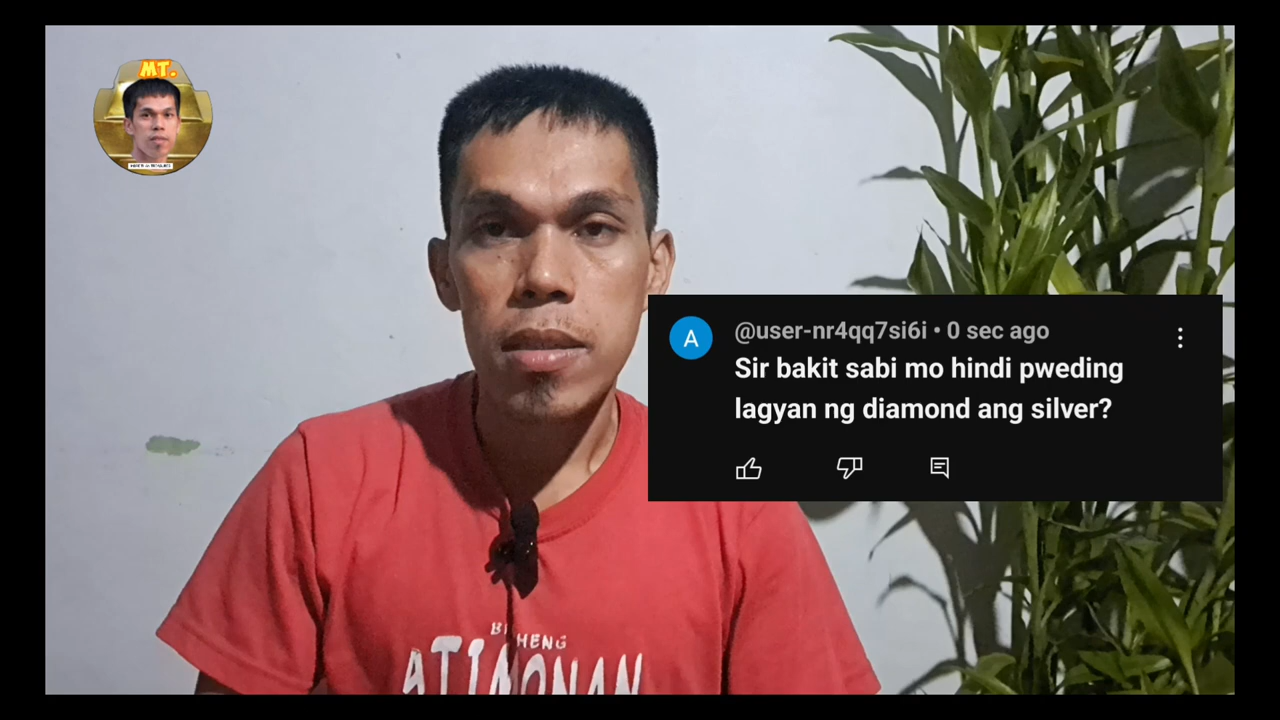 MT.
A
@user-nr4qq7si6i • 0 sec ago
Sir bakit sabi mo hindi pweding
lagyan ng diamond ang silver?
ATIMONAN